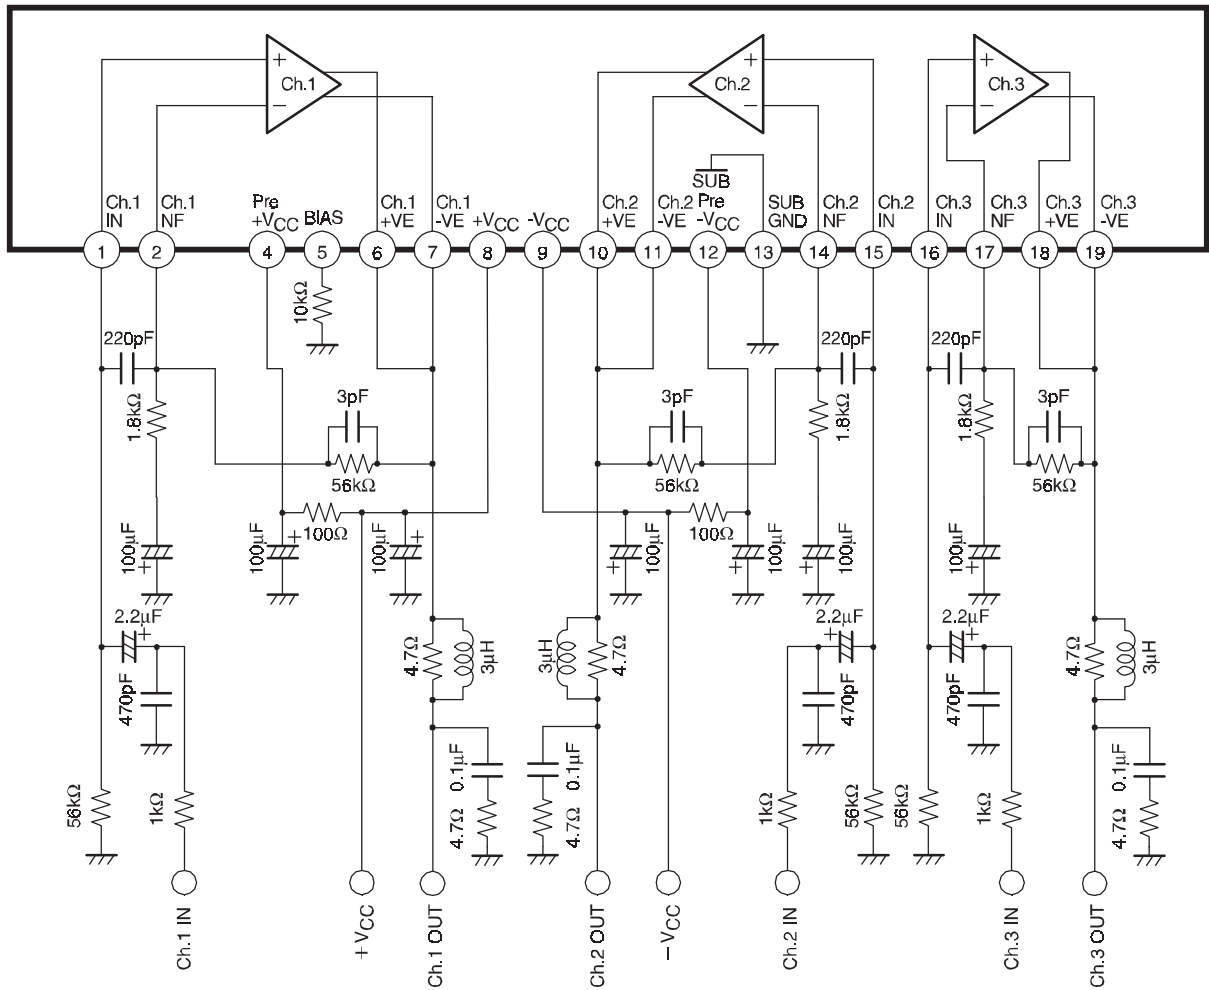 Ch.1
Ch.2
Ch.3
+
−
+
−
+
−
SUB
Ch.1
IN
Ch.1
NF
Pre
+VCC
BIAS
Ch.1
+VE
Ch.1
-VE
+VCC
-VCC
Ch.2
+VE
Ch.2
-VE
Pre
-VCC
SUB
GND
Ch.2
NF
Ch.2
IN
Ch.3
IN
Ch.3
NF
Ch.3
+VE
Ch.3
-VE
1
2
4
5
6
7
8
9
10
11
12
13
14
15
16
17
18
19
10kΩ
220pF
220pF
220pF
1.8kΩ
3pF
3pF
1.8kΩ
1.8kΩ
3pF
56kΩ
56kΩ
56kΩ
100Ω
100Ω
100µF
+
100µF
+
100µF
+
100µF
+
100µF
+
100µF
+
100µF
+
2.2µF
+
2.2µF
+
2.2µF
+
4.7Ω
3µH
3µH
4.7Ω
4.7Ω
3µH
470pF
470pF
470pF
0.1µF
0.1µF
0.1µF
56kΩ
1kΩ
4.7Ω
4.7Ω
1kΩ
56kΩ
56kΩ
1kΩ
4.7Ω
Ch.1 IN
+VCC
Ch.1 OUT
Ch.2 OUT
−VCC
Ch.2 IN
Ch.3 IN
Ch.3 OUT